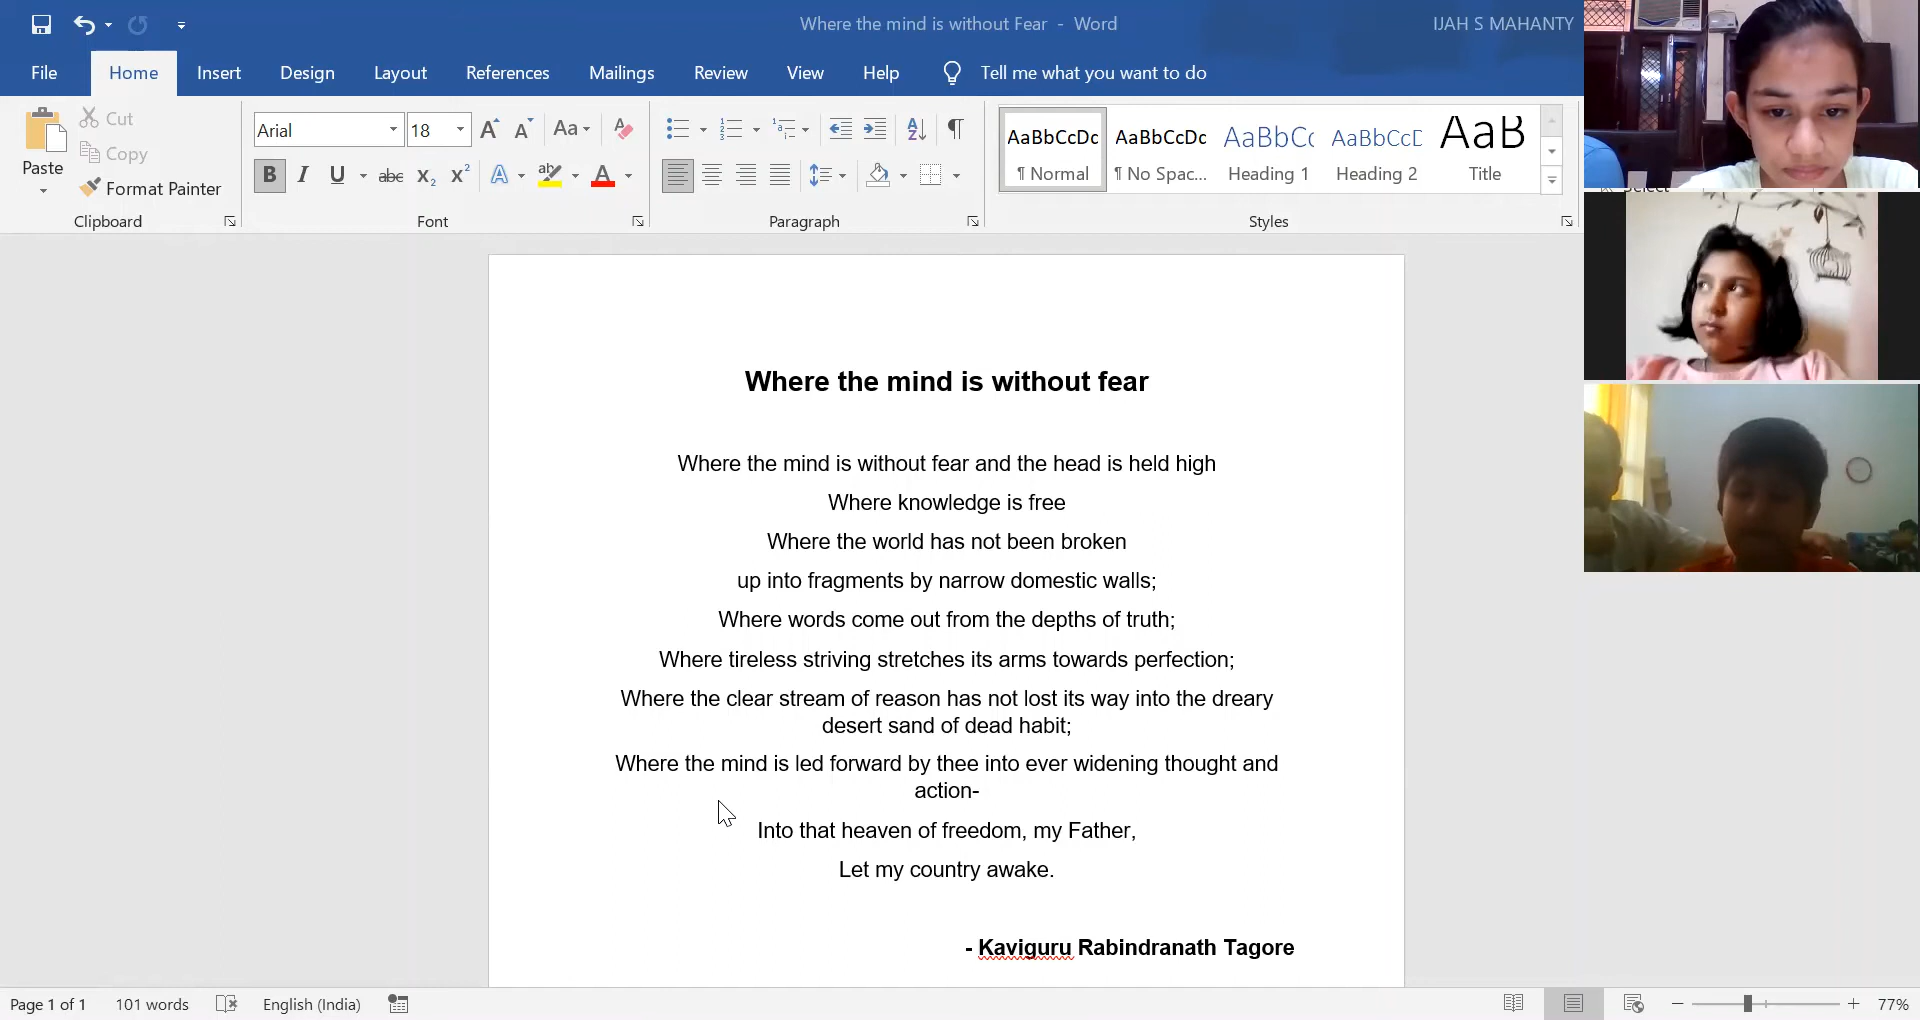 Where the mind is without Fear - Word
IJAH S MAHANTY
File Home Insert Design Layout References Mailings Review View Help Tell me what you want to do
Paste
Cut
Copy
Format Painter
Clipboard
Arial 18
Font
Paragraph
AaBbCcDc AaBbCcDc AaBbCc AaBbCcD AaB
¶ Normal ¶ No Spac... Heading 1 Heading 2 Title
Styles
Select
Where the mind is without fear
Where the mind is without fear and the head is held high
Where knowledge is free
Where the world has not been broken
up into fragments by narrow domestic walls;
Where words come out from the depths of truth;
Where tireless striving stretches its arms towards perfection;
Where the clear stream of reason has not lost its way into the dreary
desert sand of dead habit;
Where the mind is led forward by thee into ever widening thought and
action-
Into that heaven of freedom, my Father,
Let my country awake.
- Kaviguru Rabindranath Tagore
Page 1 of 1 101 words English (India) 77%